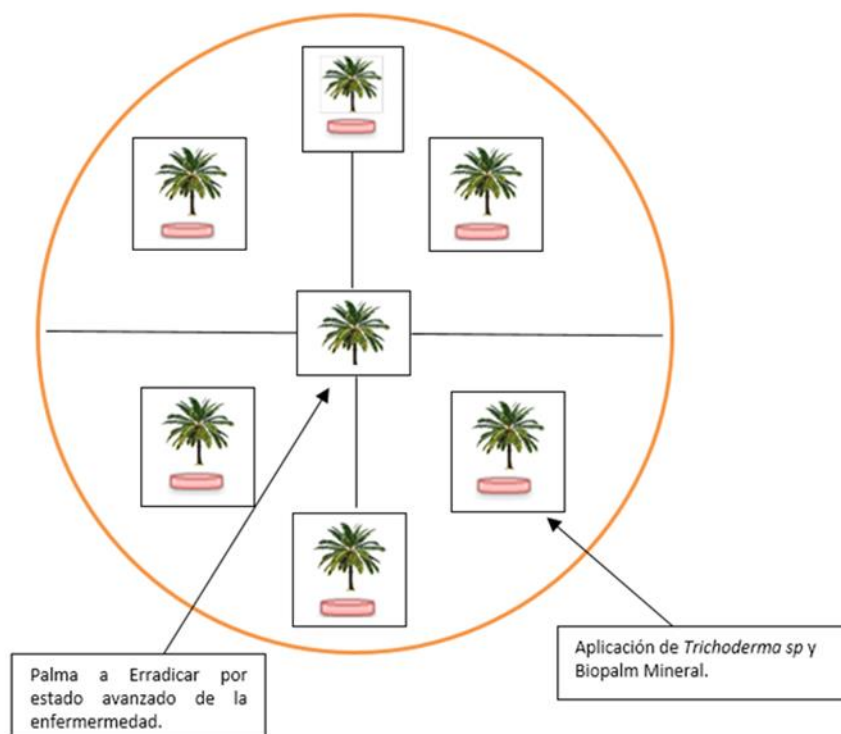 Palma a Erradicar por
estado avanzado de la
enfermermedad.
Aplicación de Trichoderma sp y
Biopalm Mineral.